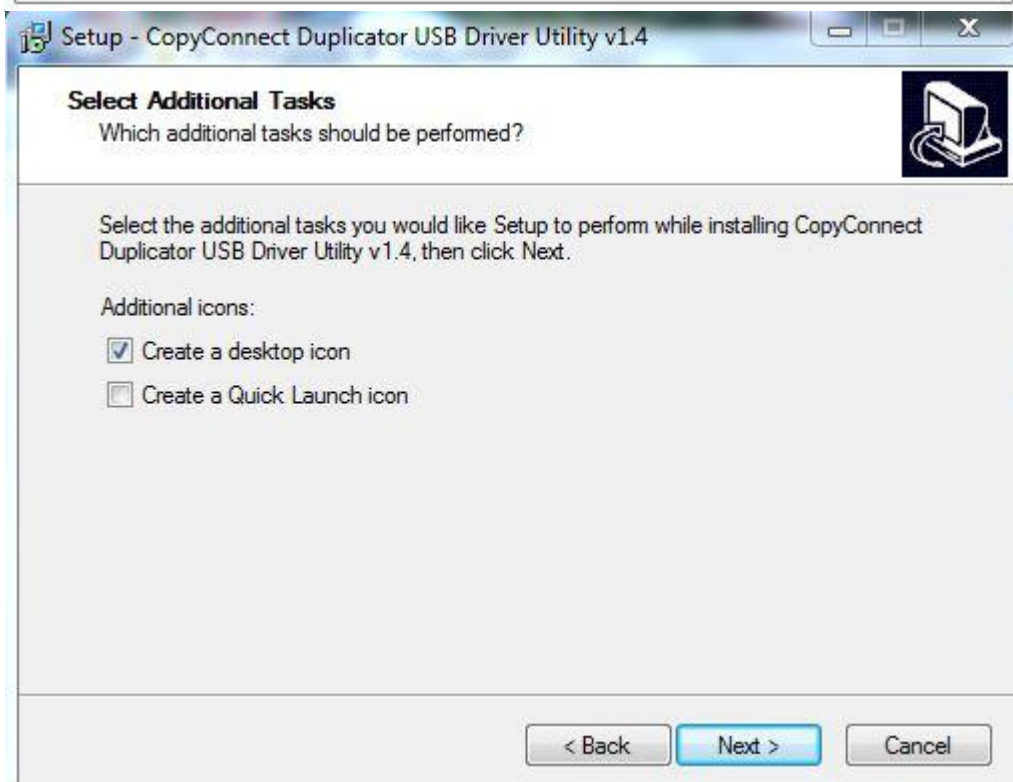 Setup - CopyConnect Duplicator USB Driver Utility v1.4
Select Additional Tasks
Which additional tasks should be performed?
Select the additional tasks you would like Setup to perform while installing CopyConnect
Duplicator USB Driver Utility v1.4, then click Next.
Additional icons:
Create a desktop icon
Create a Quick Launch icon
< Back
Next >
Cancel